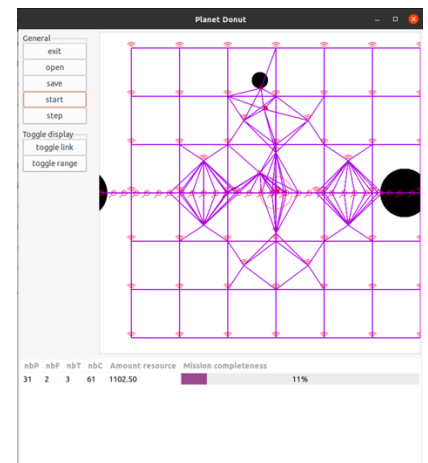 Planet Donut
General
exit
open
save
start
step
Toggle display
toggle link
toggle range
nbP nbF nbT nbC Amount resource Mission completeness
31 2 3 61 1102.50 11%